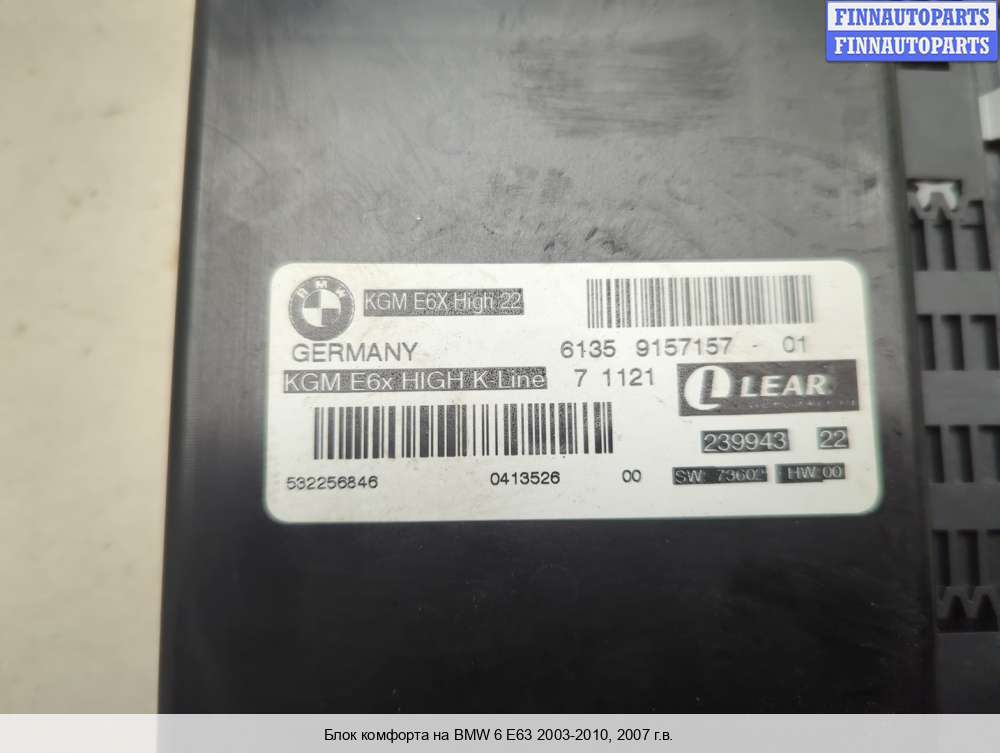 FINNAUTOPARTS
FINNAUTOPARTS
BMW
KGM E6X High 22
GERMANY
6135 9157157 - 01
KGM E6x HIGH K-Line
7 1121
LEAR
239943 22
532256846 0413526 00
HW 00
Блок комфорта на BMW 6 E63 2003-2010, 2007 г.в.